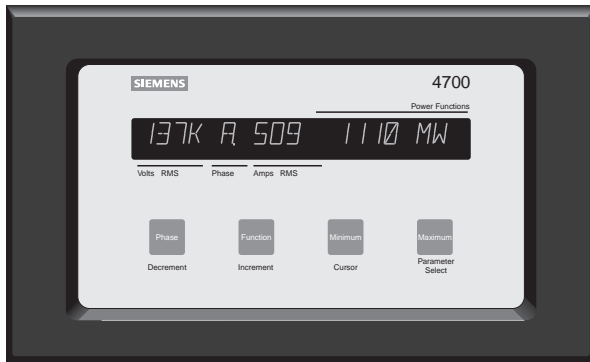 SIEMENS
4700
Power Functions
137K A, 509 1110 MW
Volts RMS Phase Amps RMS
Phase Function Minimum Maximum
Decrement Increment Cursor Parameter
Select